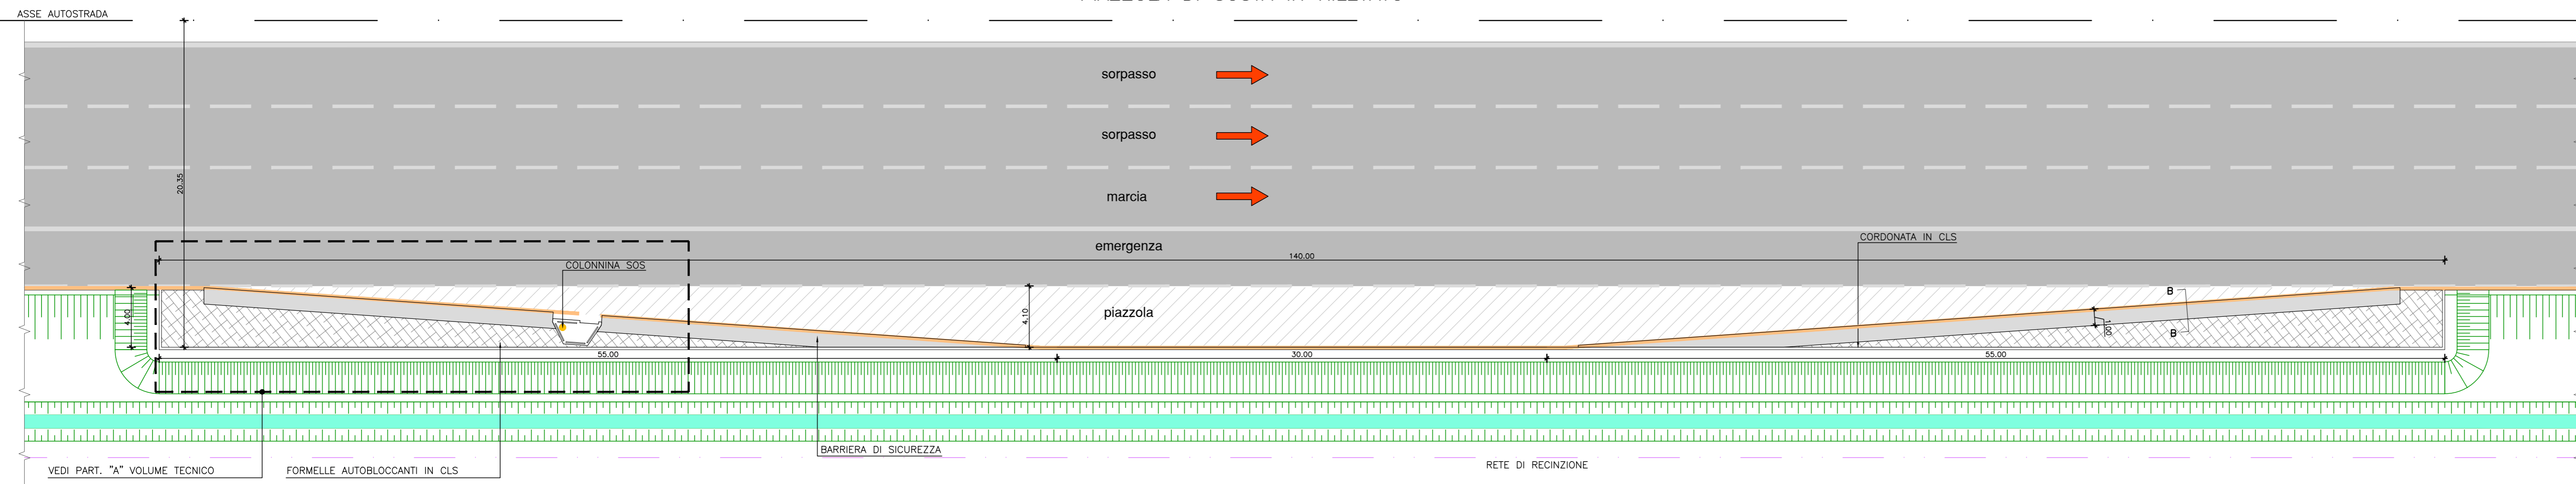 ASSE AUTOSTRADA
sorpasso
sorpasso
20.35
marcia
emergenza
CORDONATA IN CLS
140.00
COLONNINA SOS
4.00
4.10
piazzola
B
B
1.00
55.00
30.00
55.00
BARRIERA DI SICUREZZA
RETE DI RECINZIONE
VEDI PART. "A" VOLUME TECNICO
FORMELLE AUTOBLOCCANTI IN CLS